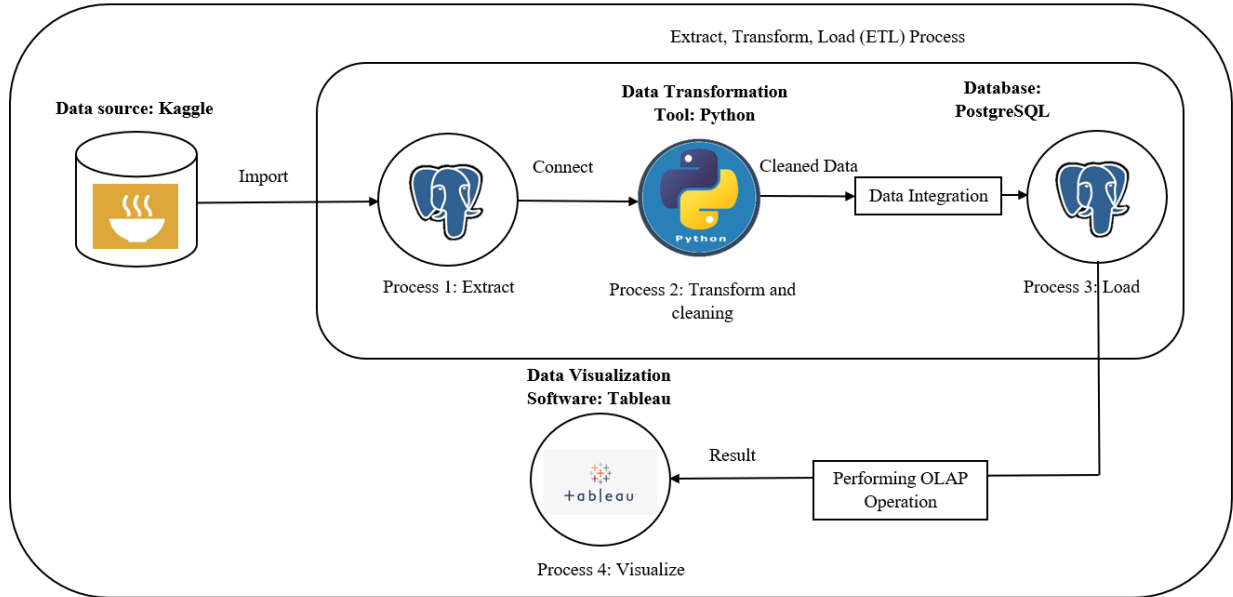 Extract, Transform, Load (ETL) Process
Data source: Kaggle
Import
Connect
Data Transformation
Tool: Python
Python
Cleaned Data
Data Integration
Database:
PostgreSQL
Process 1: Extract
Process 2: Transform and
cleaning
Process 3: Load
Data Visualization
Software: Tableau
+ableau
Result
Performing OLAP
Operation
Process 4: Visualize